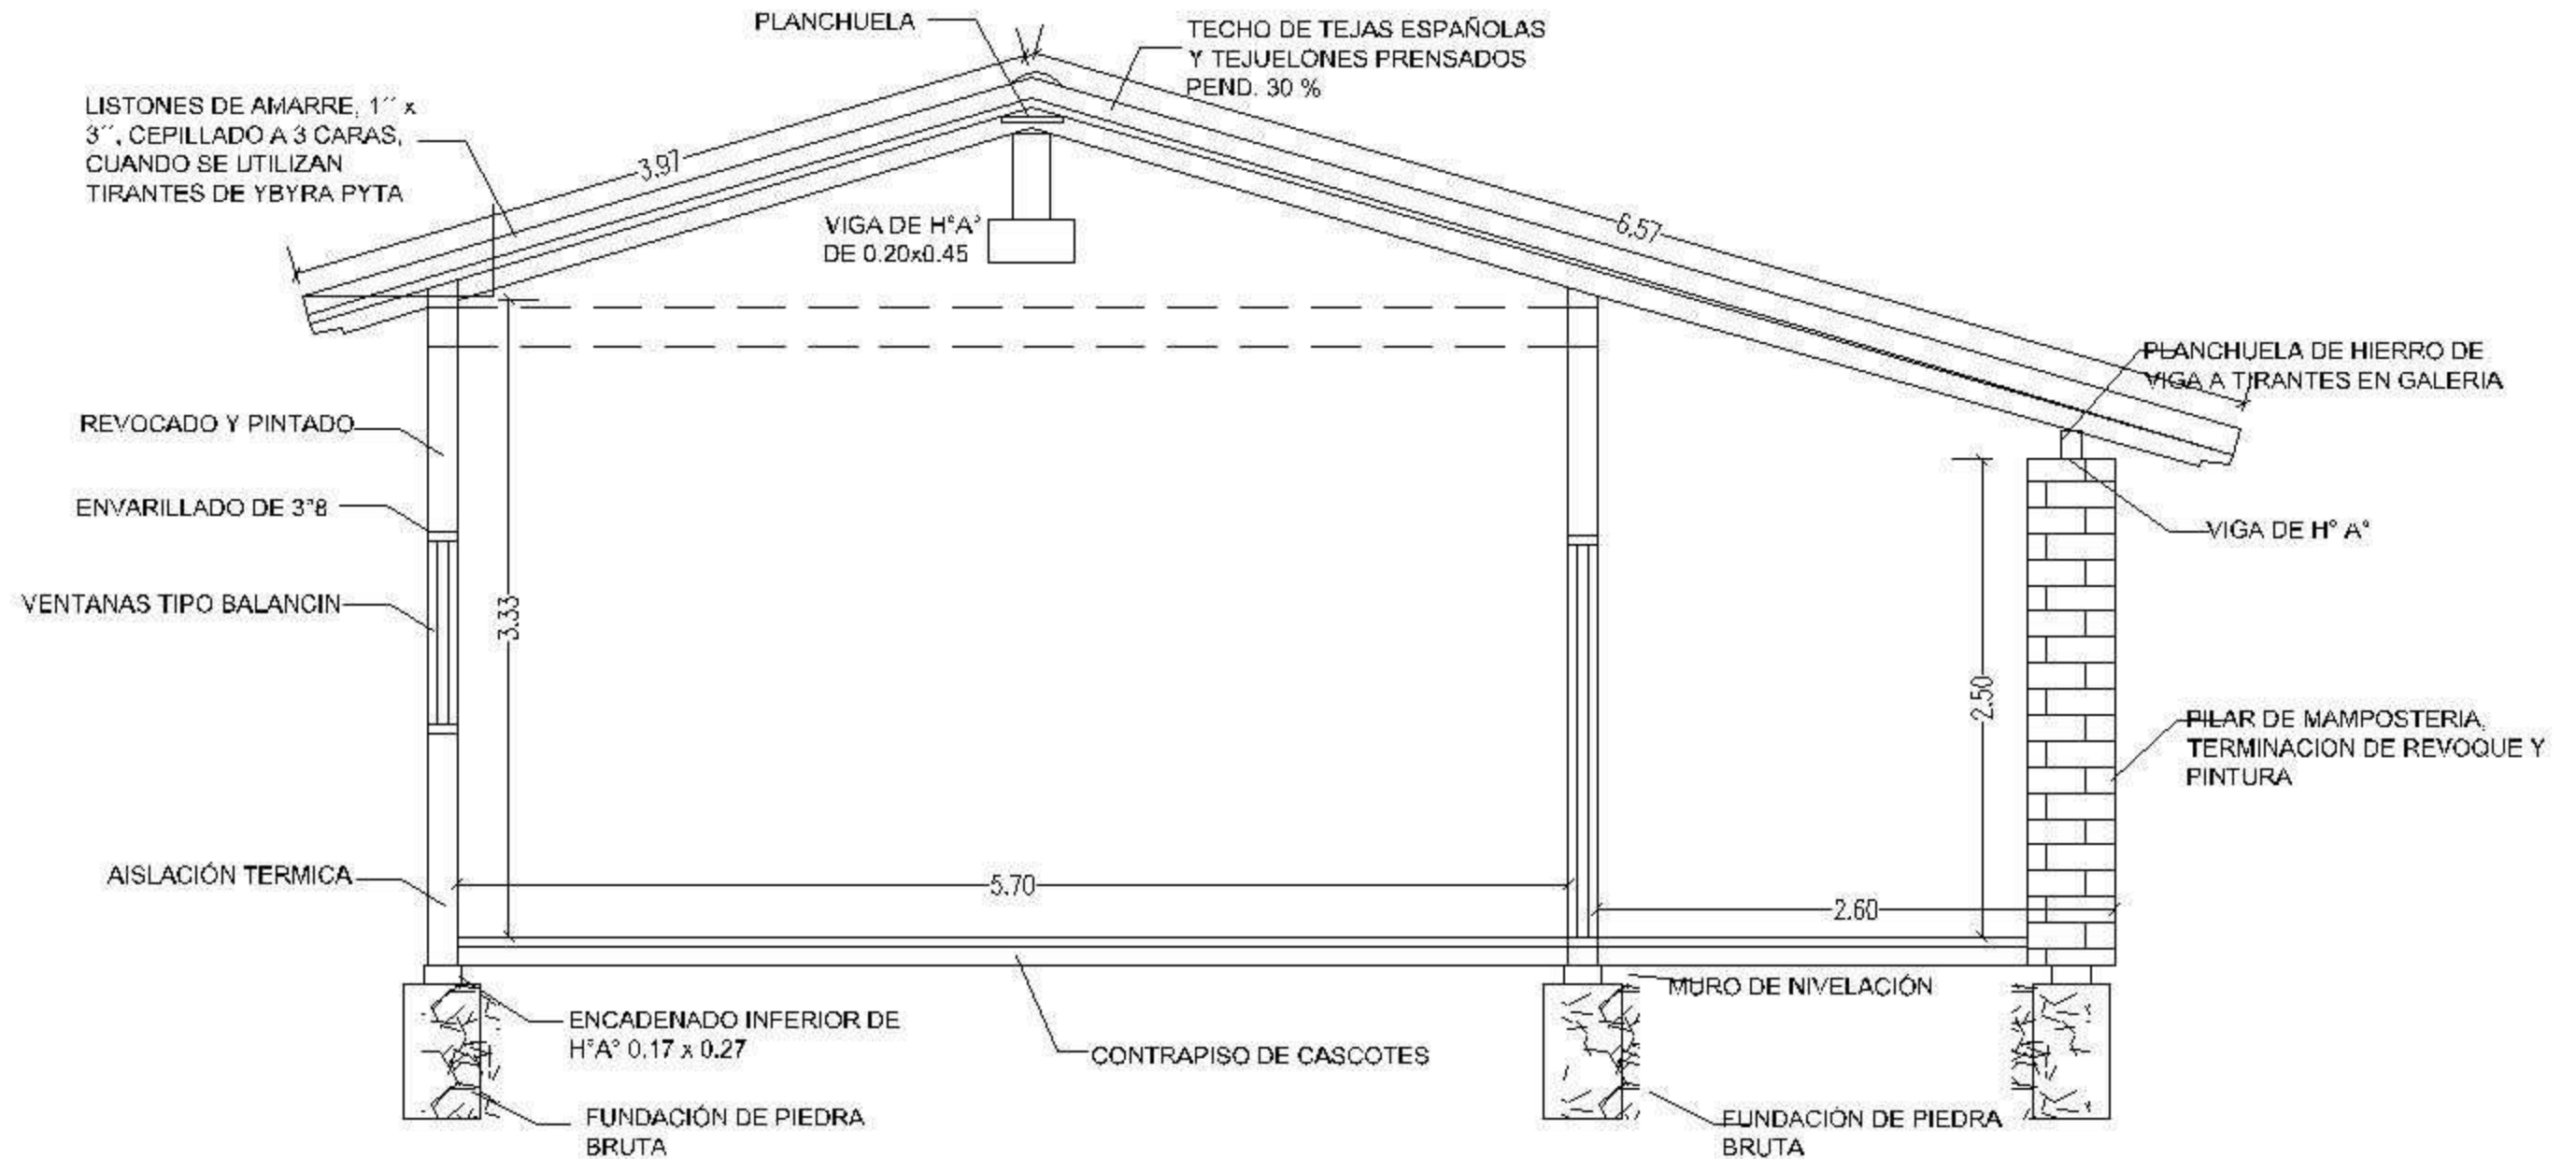 PLANCHUELA
TECHO DE TEJAS ESPAÑOLAS
Y TEJUELONES PRENSADOS
PEND. 30 %
LISTONES DE AMARRE, 1´´ x
3´´, CEPILLADO A 3 CARAS,
CUANDO SE UTILIZAN
TIRANTES DE YBYRA PYTA
3.97
VIGA DE H°A°
DE 0.20x0.45
6.57
PLANCHUELA DE HIERRO DE
VIGA A TIRANTES EN GALERIA
REVOCADO Y PINTADO
ENVARILLADO DE 3°8
VIGA DE H° A°
VENTANAS TIPO BALANCIN
3.33
2.50
PILAR DE MAMPOSTERIA,
TERMINACION DE REVOQUE Y
PINTURA
AISLACIÓN TERMICA
5.70
2.60
MURO DE NIVELACIÓN
ENCADENADO INFERIOR DE
H°A° 0.17 x 0.27
CONTRAPISO DE CASCOTES
FUNDACIÓN DE PIEDRA
BRUTA
FUNDACIÓN DE PIEDRA
BRUTA